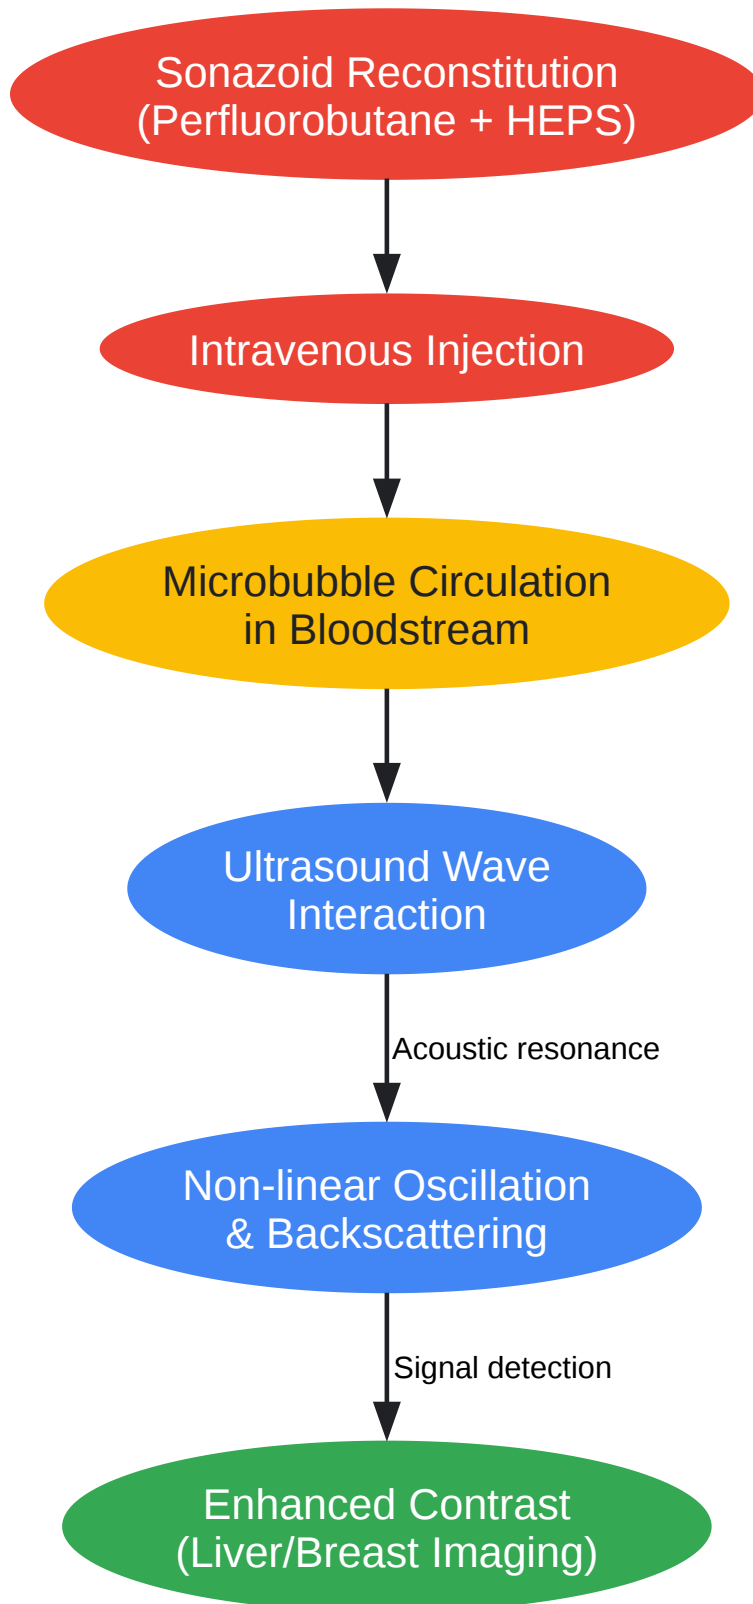 Sonazoid Reconstitution
(Perfluorobutane + HEPS)
Intravenous Injection
Microbubble Circulation
in Bloodstream
Ultrasound Wave
Interaction
Acoustic resonance
Non-linear Oscillation
& Backscattering
Signal detection
Enhanced Contrast
(Liver/Breast Imaging)